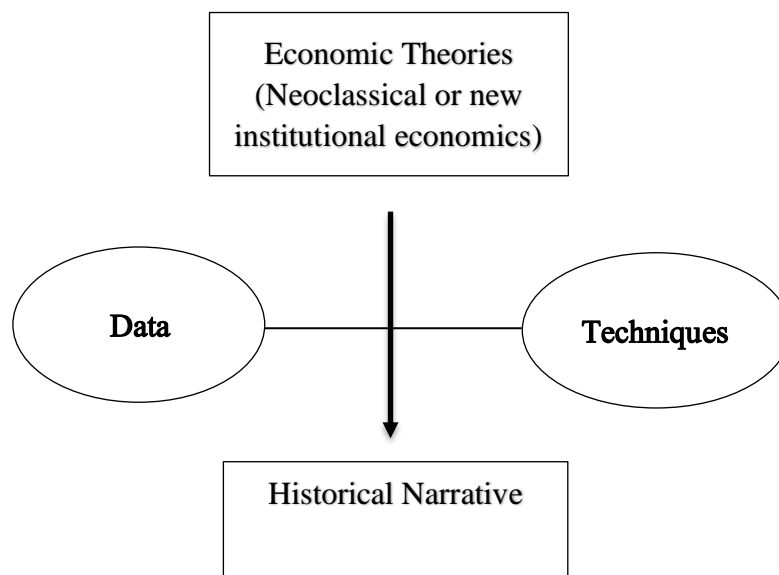 Economic Theories
(Neoclassical or new
institutional economics)
Data
Techniques
Historical Narrative